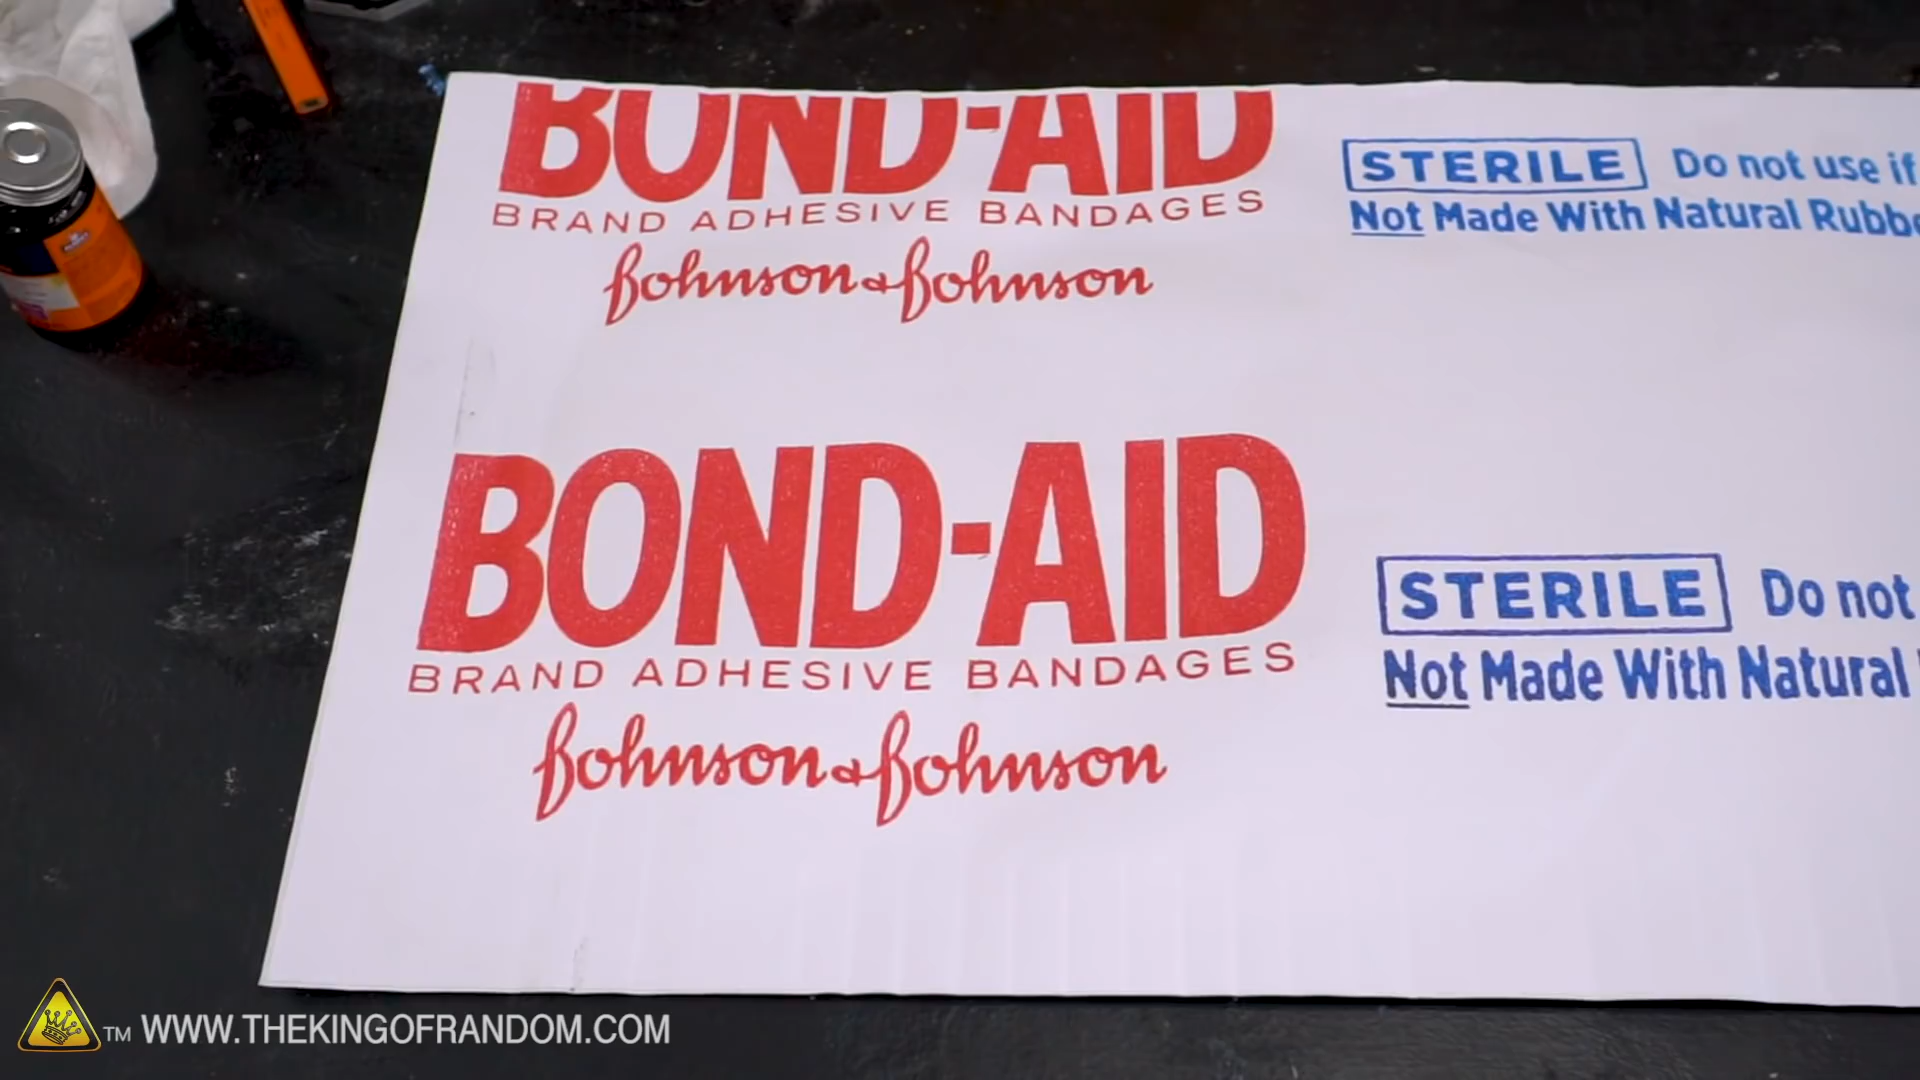 BOND-AID
BRAND ADHESIVE BANDAGES
Johnson & Johnson
STERILE Do not use if
Not Made With Natural
BOND-AID
BRAND ADHESIVE BANDAGES
Johnson & Johnson
STERILE Do not
Not Made With Natural
TM WWW.THEKINGOFRANDOM.COM